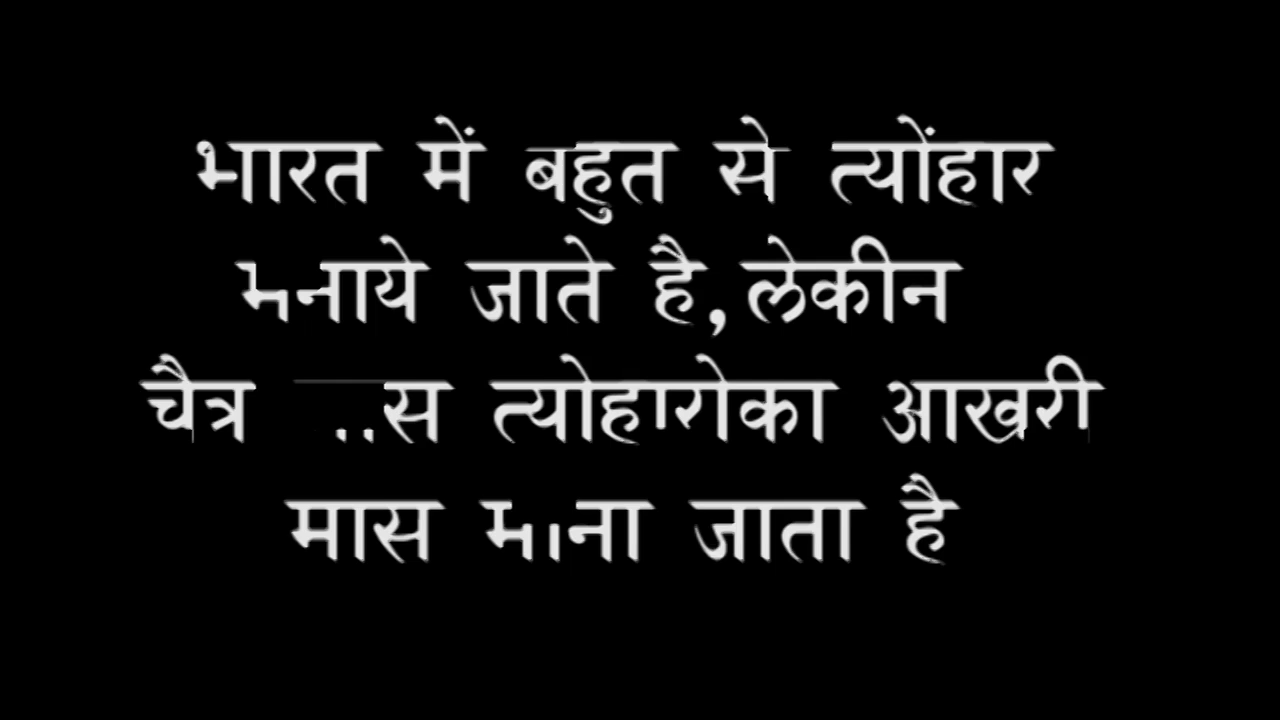 भारत में बहुत से त्योंहार
मनाये जाते है,लेकीन
चैत्र मास त्योहारोका आखरी
मास माना जाता है